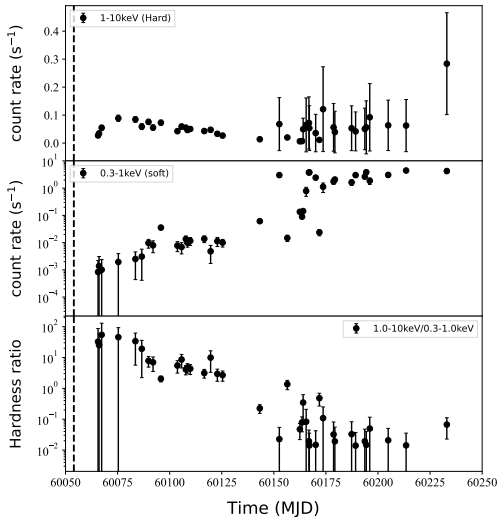 1-10keV (Hard)
count rate (s⁻¹)
0.4
0.3
0.2
0.1
0.0
0.3-1keV (soft)
count rate (s⁻¹)
10¹
10⁰
10⁻¹
10⁻²
10⁻³
10⁻⁴
1.0-10keV/0.3-1.0keV
Hardness ratio
10²
10¹
10⁰
10⁻¹
10⁻²
60050 60075 60100 60125 60150 60175 60200 60225 60250
Time (MJD)